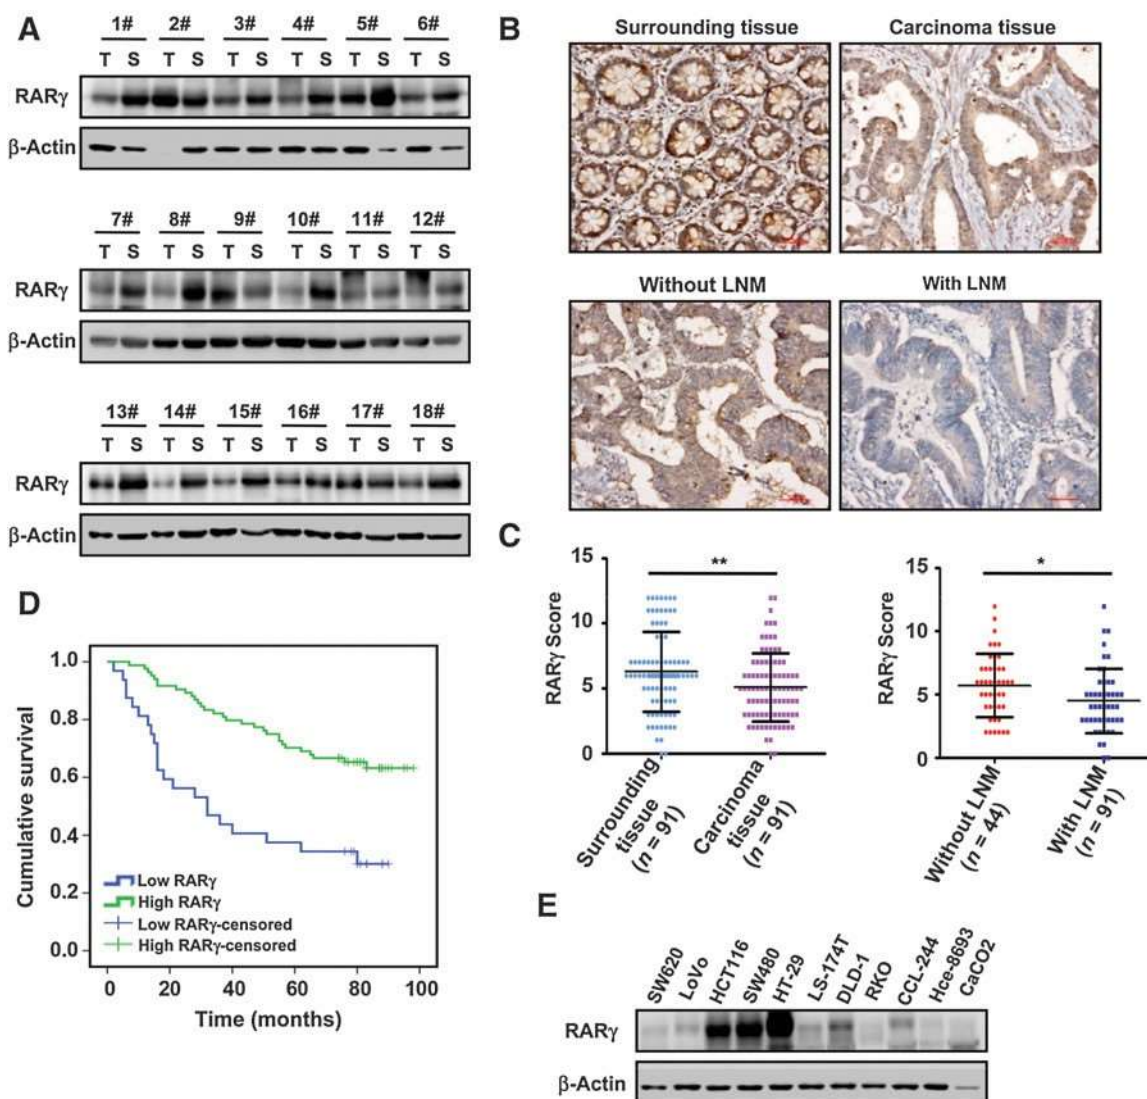 A
1# 2# 3# 4# 5# 6#
T S T S T S T S T S T S
RARγ
β-Actin
7# 8# 9# 10# 11# 12#
T S T S T S T S T S T S
RARγ
β-Actin
13# 14# 15# 16# 17# 18#
T S T S T S T S T S T S
RARγ
β-Actin
B
Surrounding tissue Carcinoma tissue
Without LNM With LNM
C
RARγ Score
15
10
5
0
**
Surrounding
tissue
(n = 91)
Carcinoma
tissue
(n = 91)
RARγ Score
15
10
5
0
*
Without LNM
(n = 44)
With LNM
(n = 91)
D
Cumulative survival
1.0
0.8
0.6
0.4
0.2
0.0
Low RARγ
High RARγ
Low RARγ-censored
High RARγ-censored
0 20 40 60 80 100
Time (months)
E
SW620 LoVo HCT116 SW480 HT-29 LS-174T DLD-1 RKO CCL-244 Hce-8693 CaCO2
RARγ
β-Actin